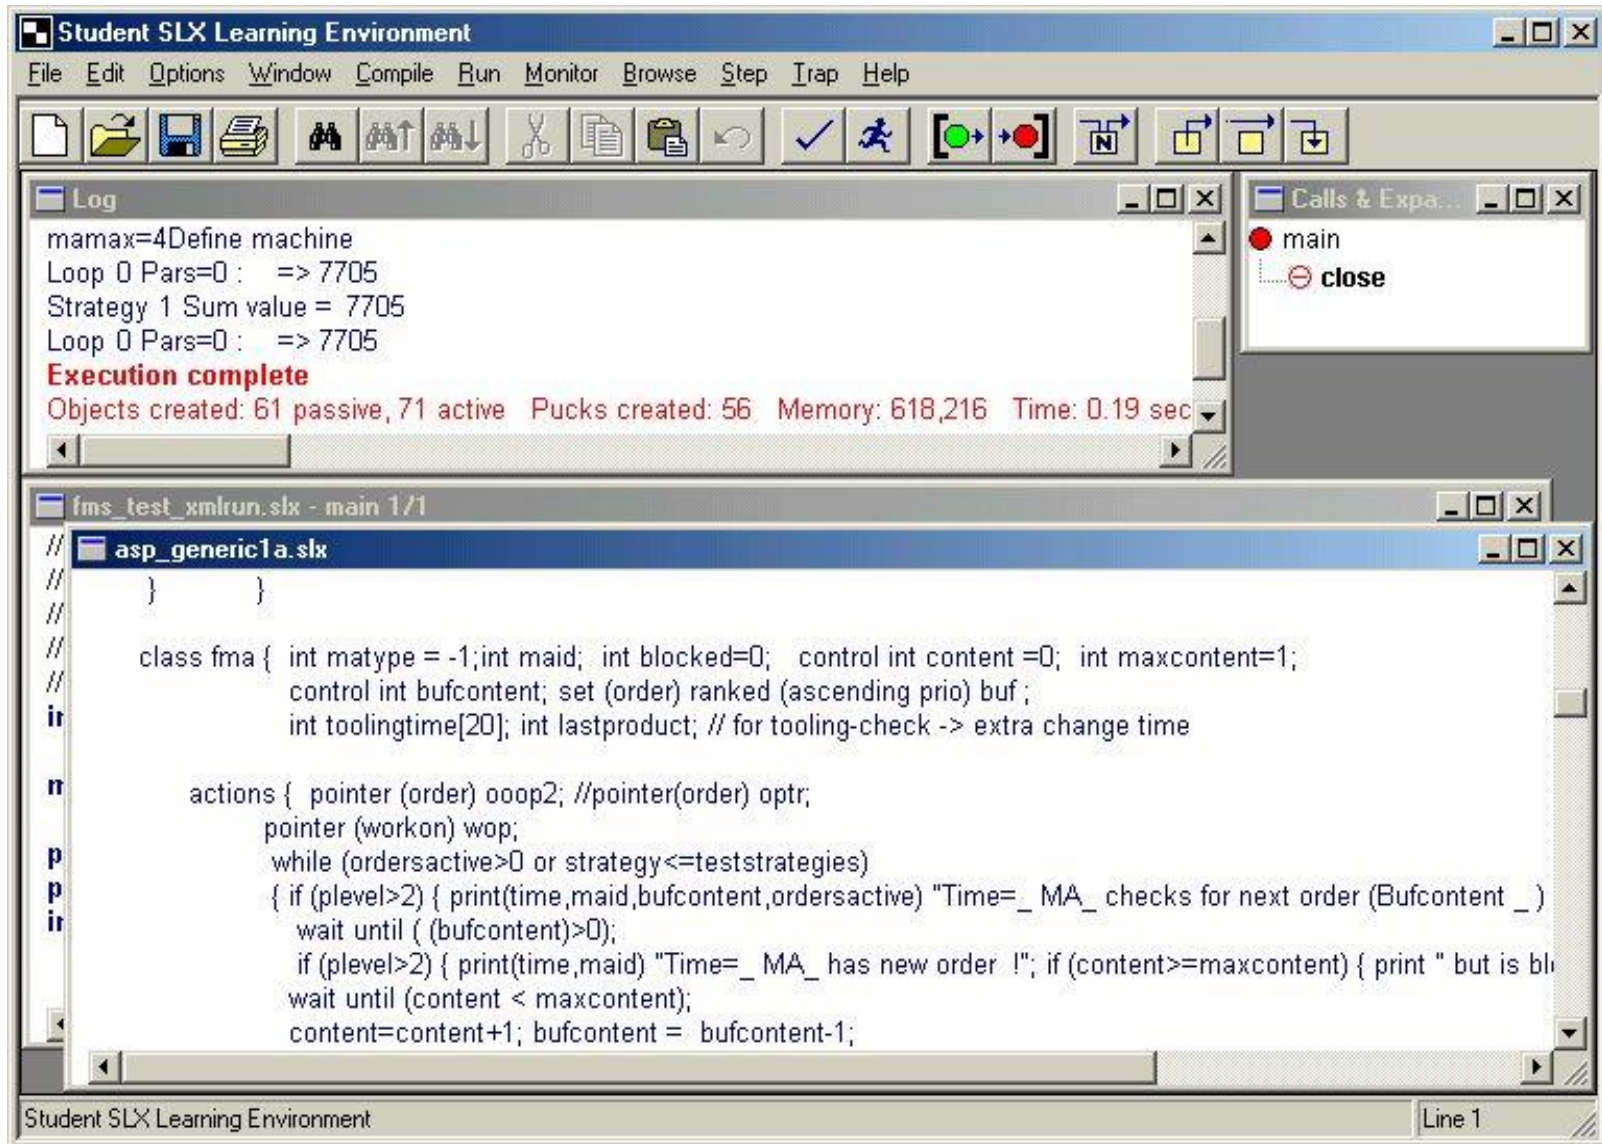 Student SLX Learning Environment
File Edit Options Window Compile Run Monitor Browse Step Trap Help
N
Log
mamax=4Define machine
Loop 0 Pars=0 : => 7705
Strategy 1 Sum value = 7705
Loop 0 Pars=0 : => 7705
Execution complete
Objects created: 61 passive, 71 active Pucks created: 56 Memory: 618,216 Time: 0.19 sec
Calls & Expa...
main
close
fms_test_xmlrun.slx - main 1/1
//
//
//
//
//
asp_generic1a.slx
} }
class fma { int matype = -1;int maid; int blocked=0; control int content =0; int maxcontent=1;
control int bufcontent; set (order) ranked (ascending prio) buf ;
int toolingtime[20]; int lastproduct; // for tooling-check -> extra change time
actions { pointer (order) ooop2; //pointer(order) optr;
pointer (workon) wop;
while (ordersactive>0 or strategy<=teststrategies)
{ if (plevel>2) { print(time,maid,bufcontent,ordersactive) "Time=_ MA_ checks for next order (Bufcontent _ )
wait until ( (bufcontent)>0);
if (plevel>2) { print(time,maid) "Time=_ MA_ has new order !"; if (content>=maxcontent) { print " but is
wait until (content < maxcontent);
content=content+1; bufcontent = bufcontent-1;
Student SLX Learning Environment
Line 1